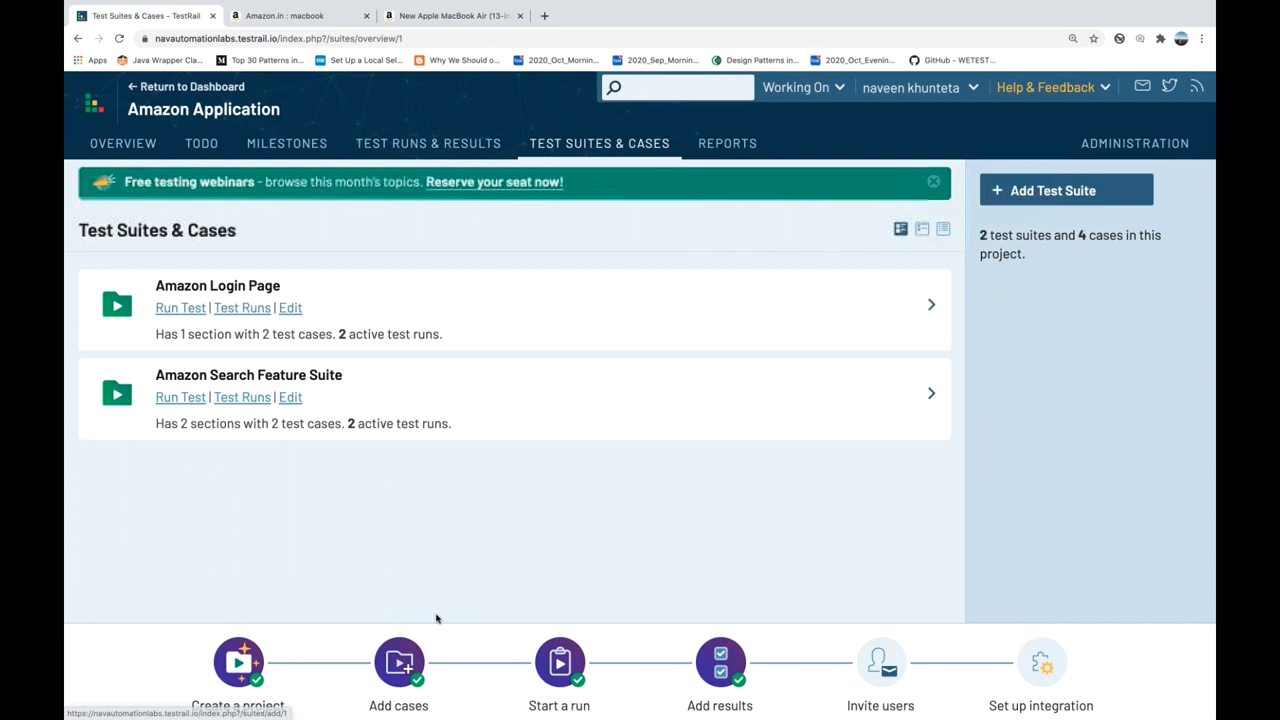 Test Suites & Cases - TestRail
Amazon.in : macbook
New Apple MacBook Air (13-in
navautomationlabs.testrail.io/index.php?/suites/overview/1
Apps
Java Wrapper Cla...
Top 30 Patterns in...
Set Up a Local Sel...
Why We Should o...
2020_Oct_Mornin...
2020_Sep_Mornin...
Design Patterns in...
2020_Oct_Evenin...
GitHub - WETEST...
← Return to Dashboard
Amazon Application
Working On
naveen khunteta
Help & Feedback
OVERVIEW
TODO
MILESTONES
TEST RUNS & RESULTS
TEST SUITES & CASES
REPORTS
ADMINISTRATION
Free testing webinars - browse this month's topics. Reserve your seat now!
+ Add Test Suite
2 test suites and 4 cases in this
project.
Test Suites & Cases
Amazon Login Page
Run Test | Test Runs | Edit
Has 1 section with 2 test cases. 2 active test runs.
Amazon Search Feature Suite
Run Test | Test Runs | Edit
Has 2 sections with 2 test cases. 2 active test runs.
Create a project
Add cases
Start a run
Add results
Invite users
Set up integration
https://navautomationlabs.testrail.io/index.php?/suites/add/1